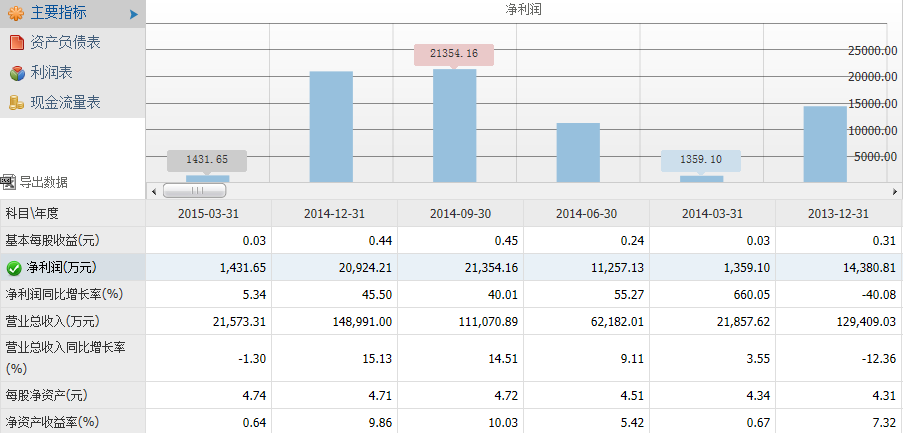 主要指标
资产负债表
利润表
现金流量表
导出数据
净利润
25000.00
20000.00
15000.00
10000.00
5000.00
1431.65
21354.16
1359.10
科目\年度 2015-03-31 2014-12-31 2014-09-30 2014-06-30 2014-03-31 2013-12-31
基本每股收益(元) 0.03 0.44 0.45 0.24 0.03 0.31
净利润(万元) 1,431.65 20,924.21 21,354.16 11,257.13 1,359.10 14,380.81
净利润同比增长率(%) 5.34 45.50 40.01 55.27 660.05 -40.08
营业总收入(万元) 21,573.31 148,991.00 111,070.89 62,182.01 21,857.62 129,409.03
营业总收入同比增长率
(%) -1.30 15.13 14.51 9.11 3.55 -12.36
每股净资产(元) 4.74 4.71 4.72 4.51 4.34 4.31
净资产收益率(%) 0.64 9.86 10.03 5.42 0.67 7.32